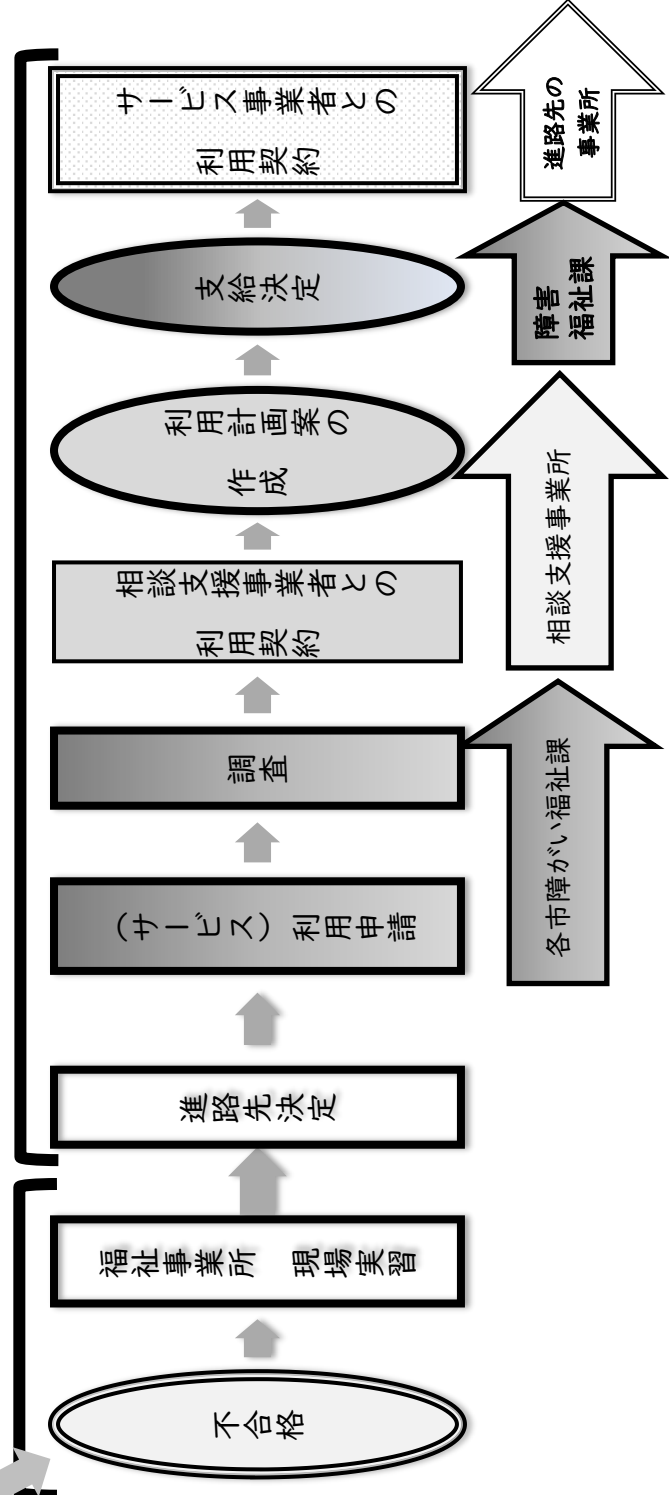 不合格
福祉事業所　現場実習
進路先決定
（サービス）利用申請
調査
相談支援事業者との
利用契約
利用計画案の
作成
支給決定
サービス事業者との
利用契約
各市障がい福祉課
相談支援事業所
障害
福祉課
進路先の
事業所